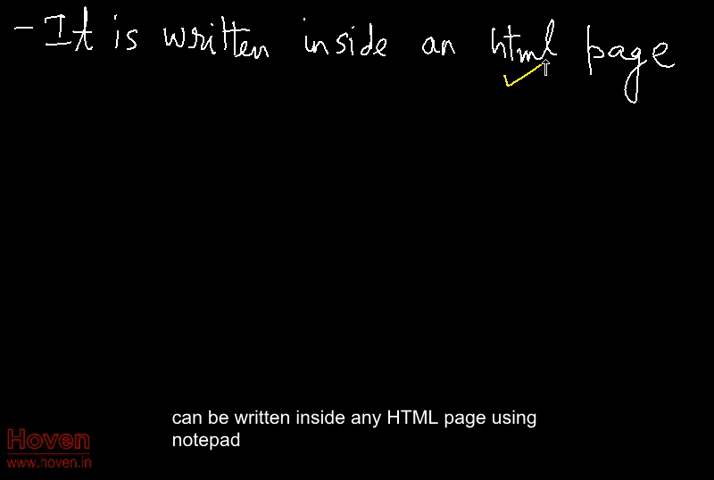 - It is written inside an html page
can be written inside any HTML page using
notepad
Hoven
www.hoven.in